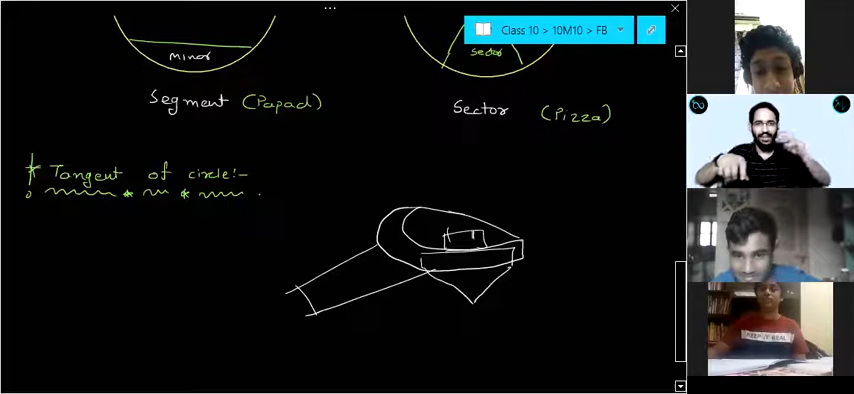 ...
Class 10 > 10M10 > FB
Minor
Sector
Segment (Papad)
Sector (Pizza)
* Tangent of circle:-